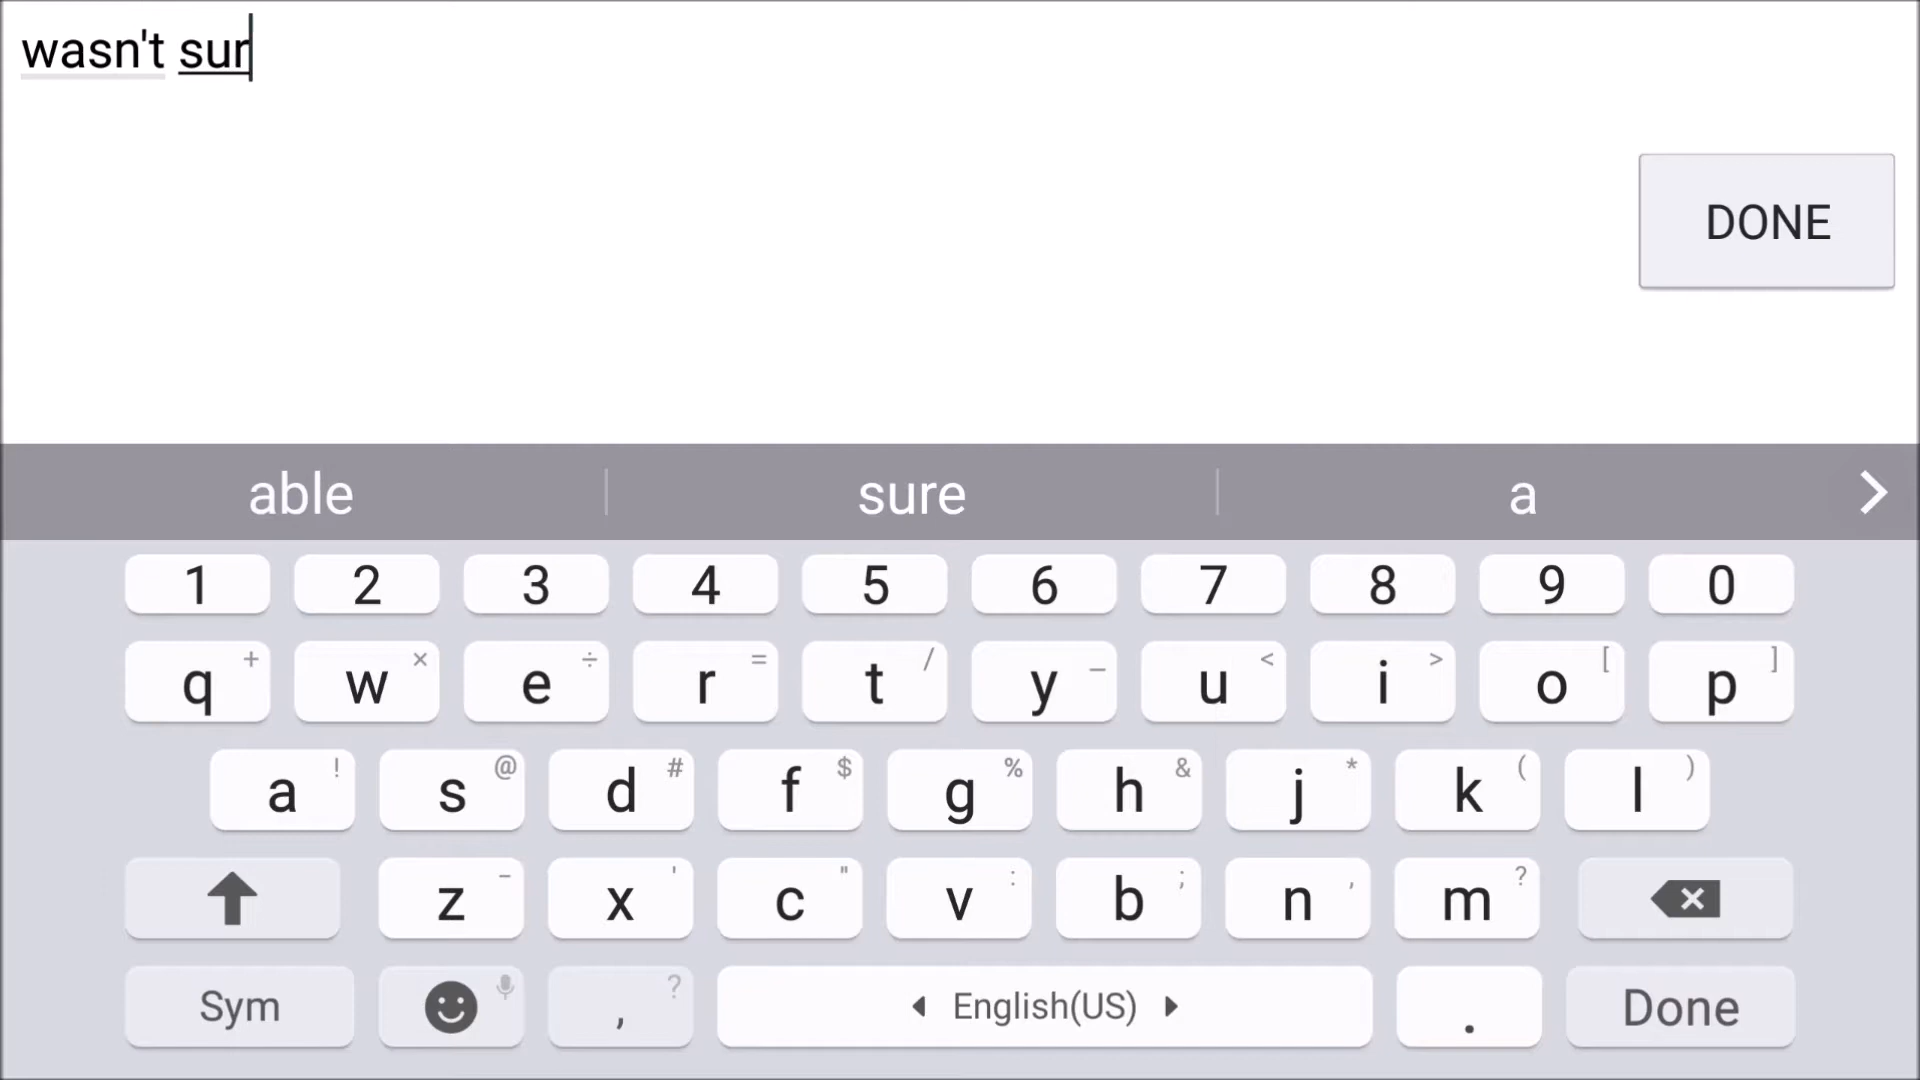 wasn't sur
DONE
able sure a
1 2 3 4 5 6 7 8 9 0
q + w × e ÷ r = t / y _ u < i > o [ p ]
a ! s @ d # f $ g % h & j * k ( l )
z - x ' c " v : b ; n , m ?
Sym , ? English(US) . Done